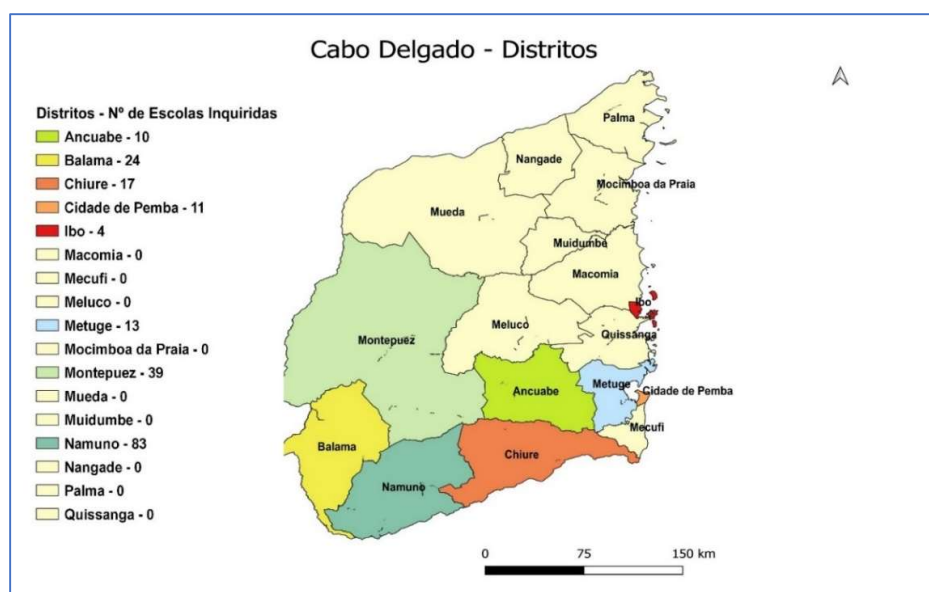 Cabo Delgado - Distritos
Distritos - Nº de Escolas Inquiridas
Ancuabe - 10
Balama - 24
Chiure - 17
Cidade de Pemba - 11
Ibo - 4
Macomia - 0
Mecufi - 0
Meluco - 0
Metuge - 13
Mocimboa da Praia - 0
Montepuez - 39
Mueda - 0
Muidumbe - 0
Namuno - 83
Nangade - 0
Palma - 0
Quissanga - 0
Palma
Nangade
Mocimboa da Praia
Mueda
Muidumbe
Macomia
Ibo
Meluco
Quissanga
Montepuez
Ancuabe
Metuge
Cidade de Pemba
Mecufi
Balama
Chiure
Namuno
0 75 150 km